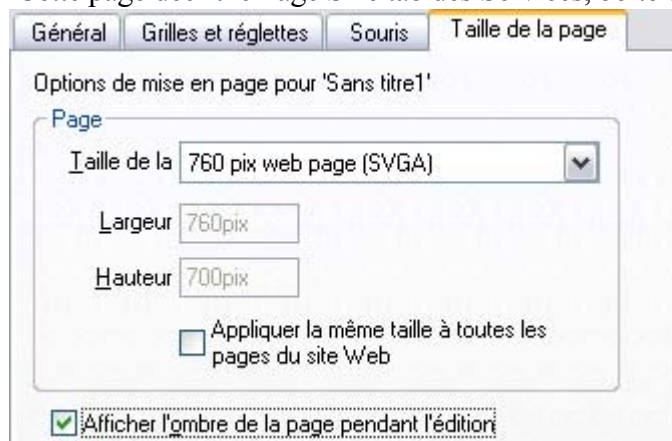 Général Grilles et réglettes Souris Taille de la page
Options de mise en page pour 'Sans titre1'
Page
Taille de la 760 pix web page (SVGA)
Largeur 760pix
Hauteur 700pix
Appliquer la même taille à toutes les
pages du site Web
Afficher l'ombre de la page pendant l'édition